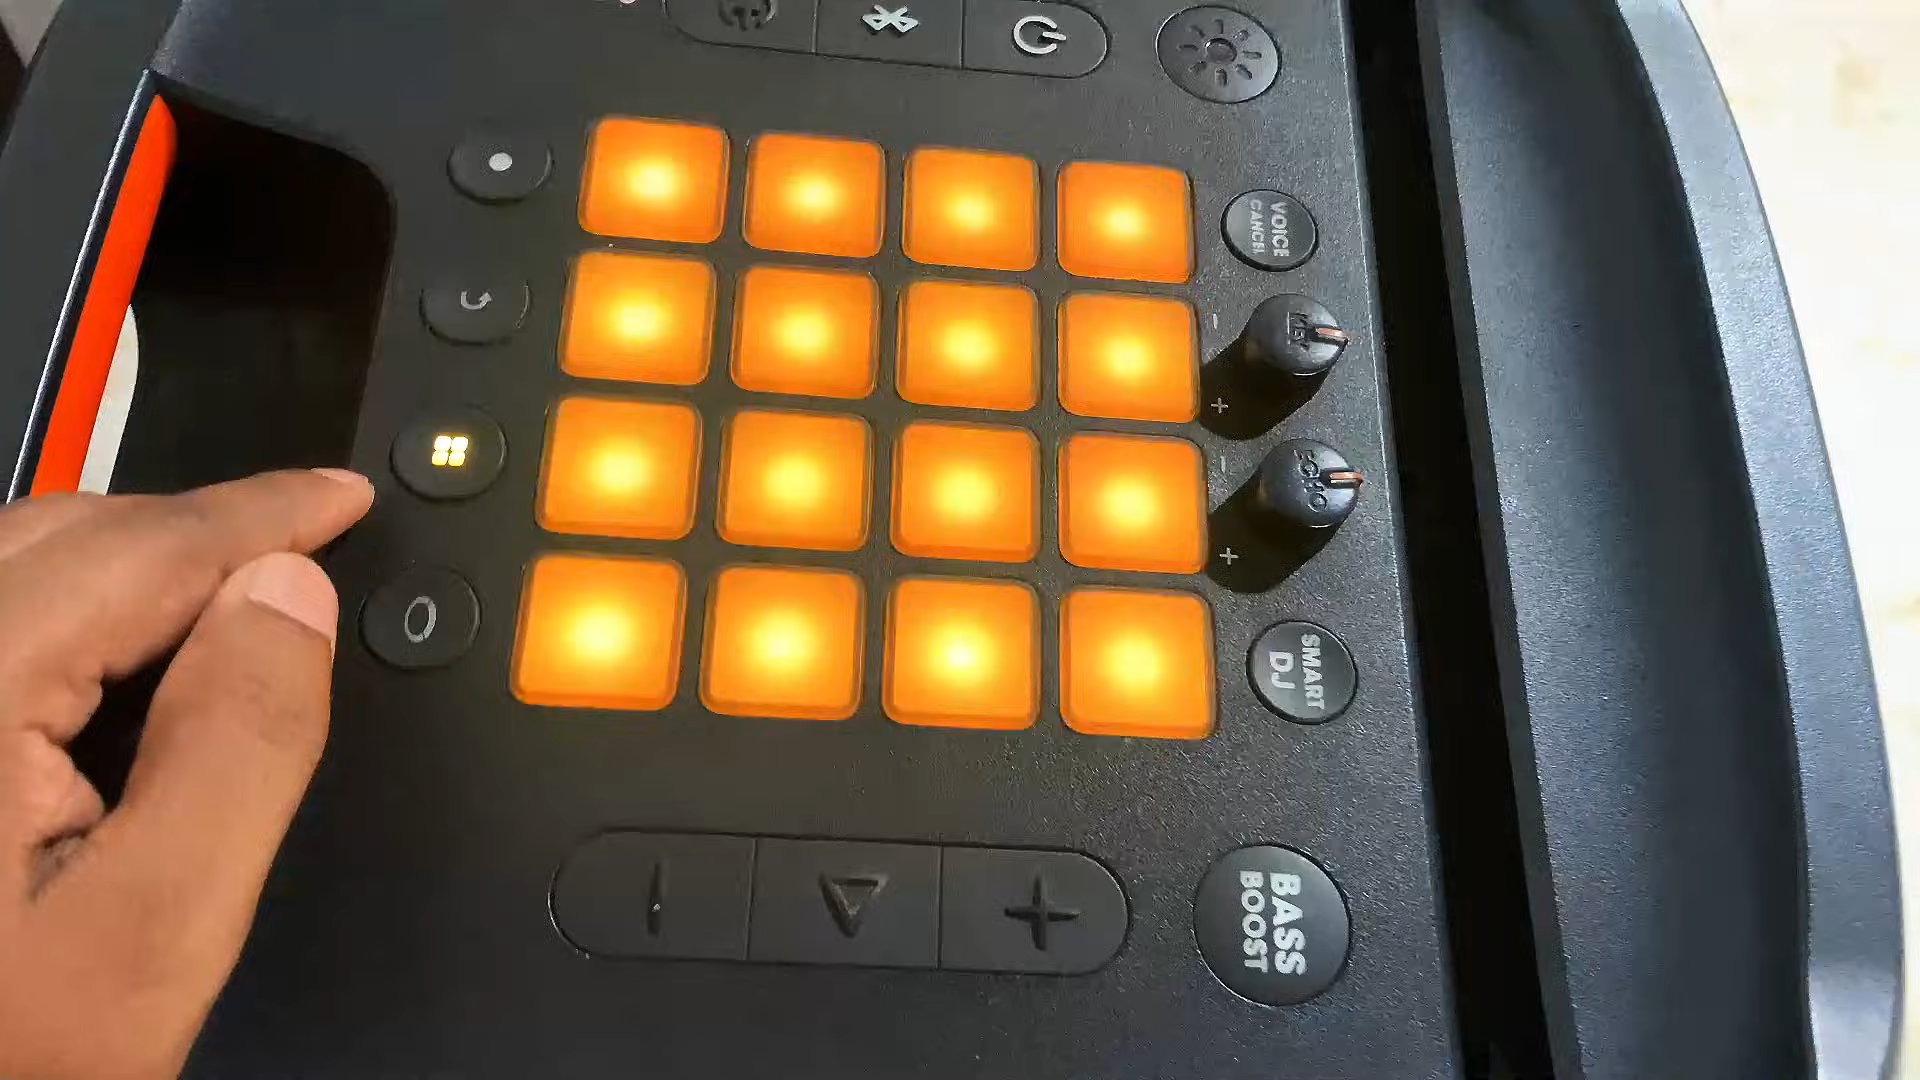 VOICE
CANCEL
KEY
- +
ECHO
- +
SMART
DJ
BASS
BOOST